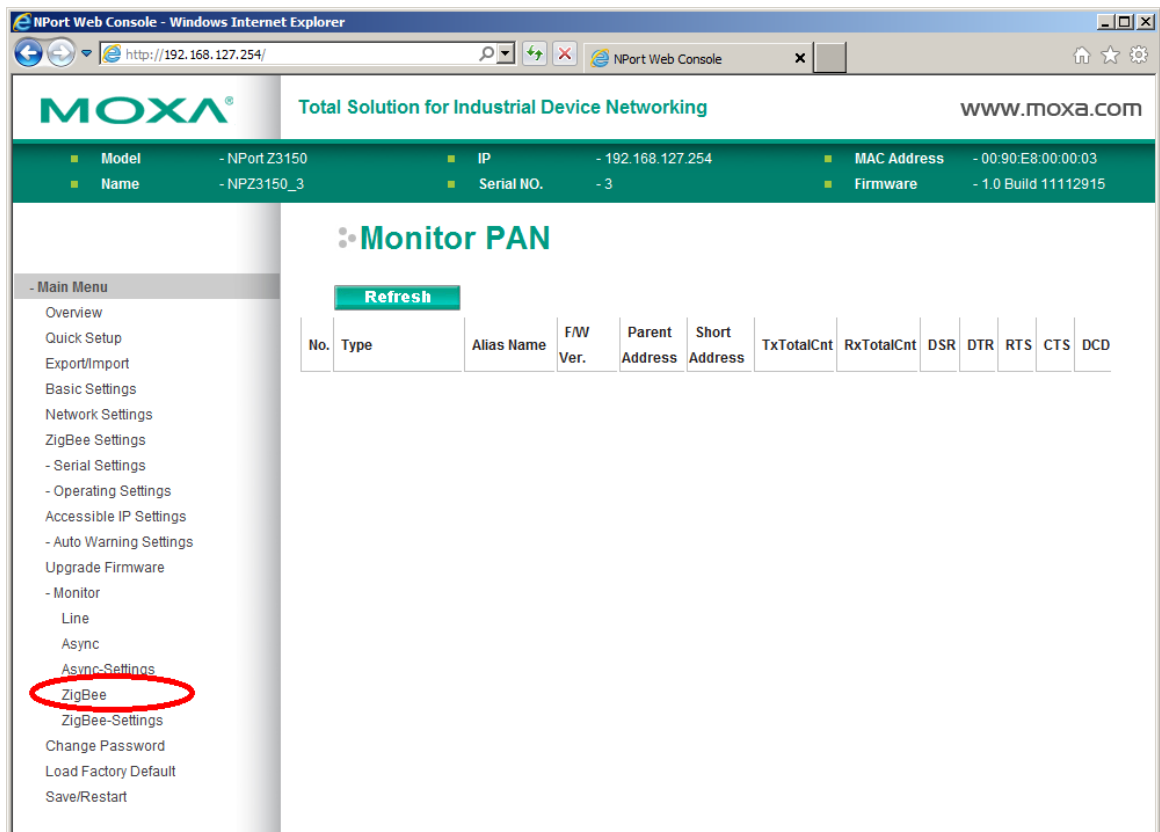 NPort Web Console - Windows Internet Explorer
http://192.168.127.254/
NPort Web Console
MOXA®
Total Solution for Industrial Device Networking
www.moxa.com
Model - NPort Z3150 IP - 192.168.127.254 MAC Address - 00:90:E8:00:00:03
Name - NPZ3150_3 Serial NO. - 3 Firmware - 1.0 Build 11112915
- Main Menu
Overview
Quick Setup
Export/Import
Basic Settings
Network Settings
ZigBee Settings
- Serial Settings
- Operating Settings
Accessible IP Settings
- Auto Warning Settings
Upgrade Firmware
- Monitor
Line
Async
Async-Settings
ZigBee
ZigBee-Settings
Change Password
Load Factory Default
Save/Restart
Monitor PAN
Refresh
No. Type Alias Name F/W Ver. Parent Address Short Address TxTotalCnt RxTotalCnt DSR DTR RTS CTS DCD